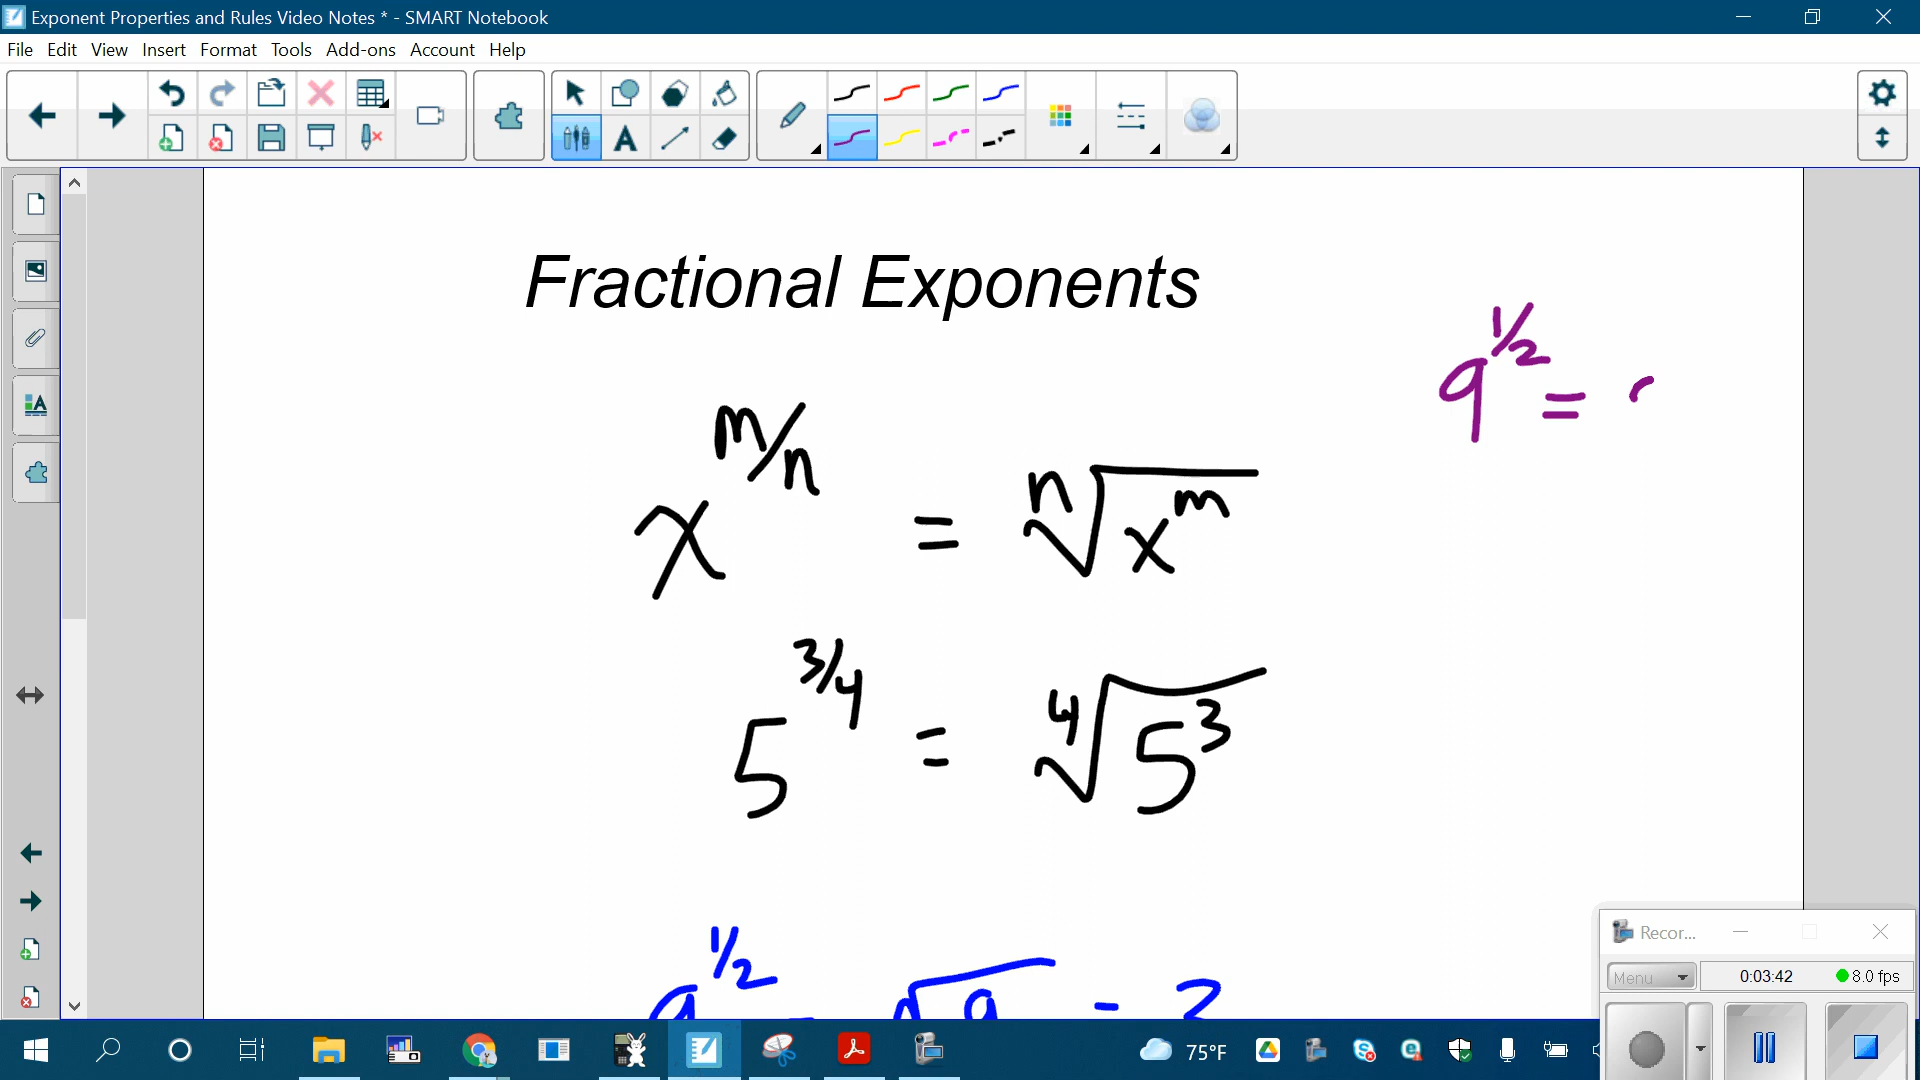 Exponent Properties and Rules Video Notes * - SMART Notebook
File Edit View Insert Format Tools Add-ons Account Help
Fractional Exponents
9^1/2 =
x^m/n = ⁿ√x^m
5^3/4 = ⁴√5^3
9^1/2 = √9 = 3
Recor...
Menu 0:03:42 8.0 fps
75°F